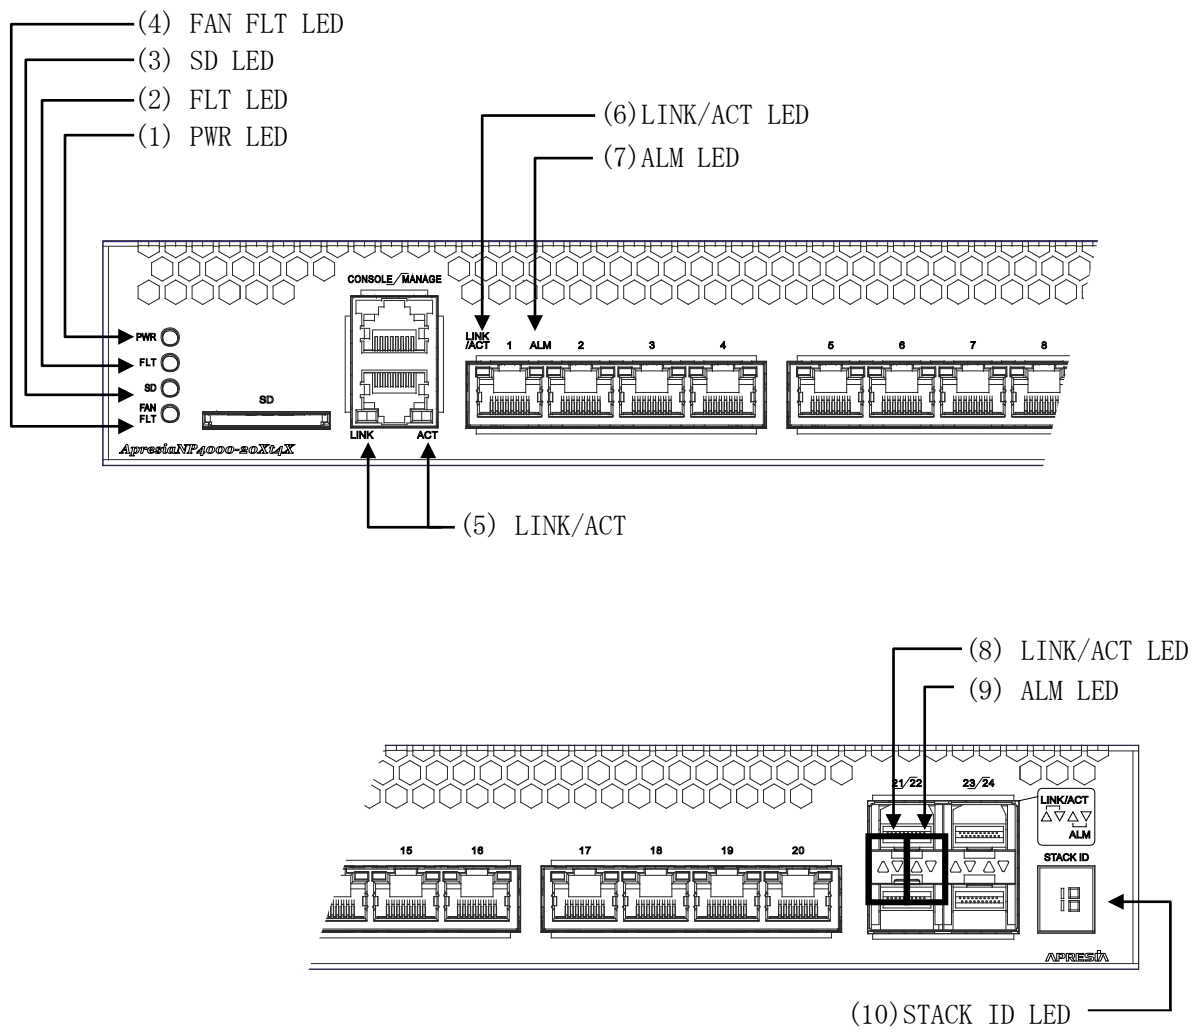 (4) FAN FLT LED
(3) SD LED
(2) FLT LED
(1) PWR LED
(6)LINK/ACT LED
(7)ALM LED
CONSOLE/MANAGE
PWR
FLT
SD
FAN
FLT
SD
LINK
/ACT
1 ALM 2 3 4 5 6 7 8
LINK ACT
ApresiaNP4000-20Xt4X
(5) LINK/ACT
(8) LINK/ACT LED
(9) ALM LED
21/22 23/24
LINK/ACT
ALM
15 16 17 18 19 20
STACK ID
18
APRESIA
(10)STACK ID LED